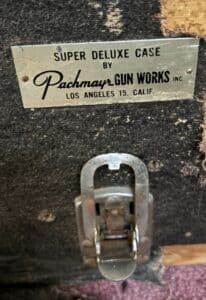 SUPER DELUXE CASE
BY
Pachmayr GUN WORKS INC.
LOS ANGELES 15, CALIF.